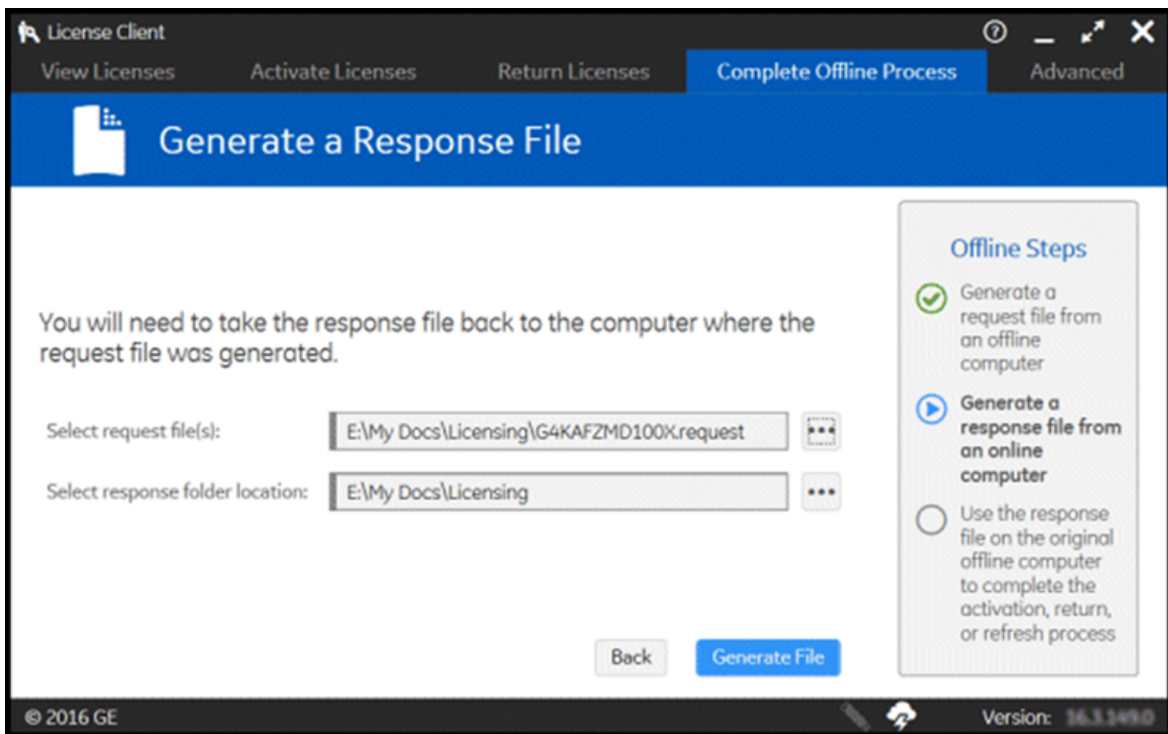 License Client
View Licenses Activate Licenses Return Licenses Complete Offline Process Advanced
Generate a Response File
You will need to take the response file back to the computer where the
request file was generated.
Select request file(s): E:\My Docs\Licensing\G4KAFZMD100X.request
Select response folder location: E:\My Docs\Licensing
Back Generate File
Offline Steps
Generate a
request file from
an offline
computer
Generate a
response file from
an online
computer
Use the response
file on the original
offline computer
to complete the
activation, return,
or refresh process
© 2016 GE Version: